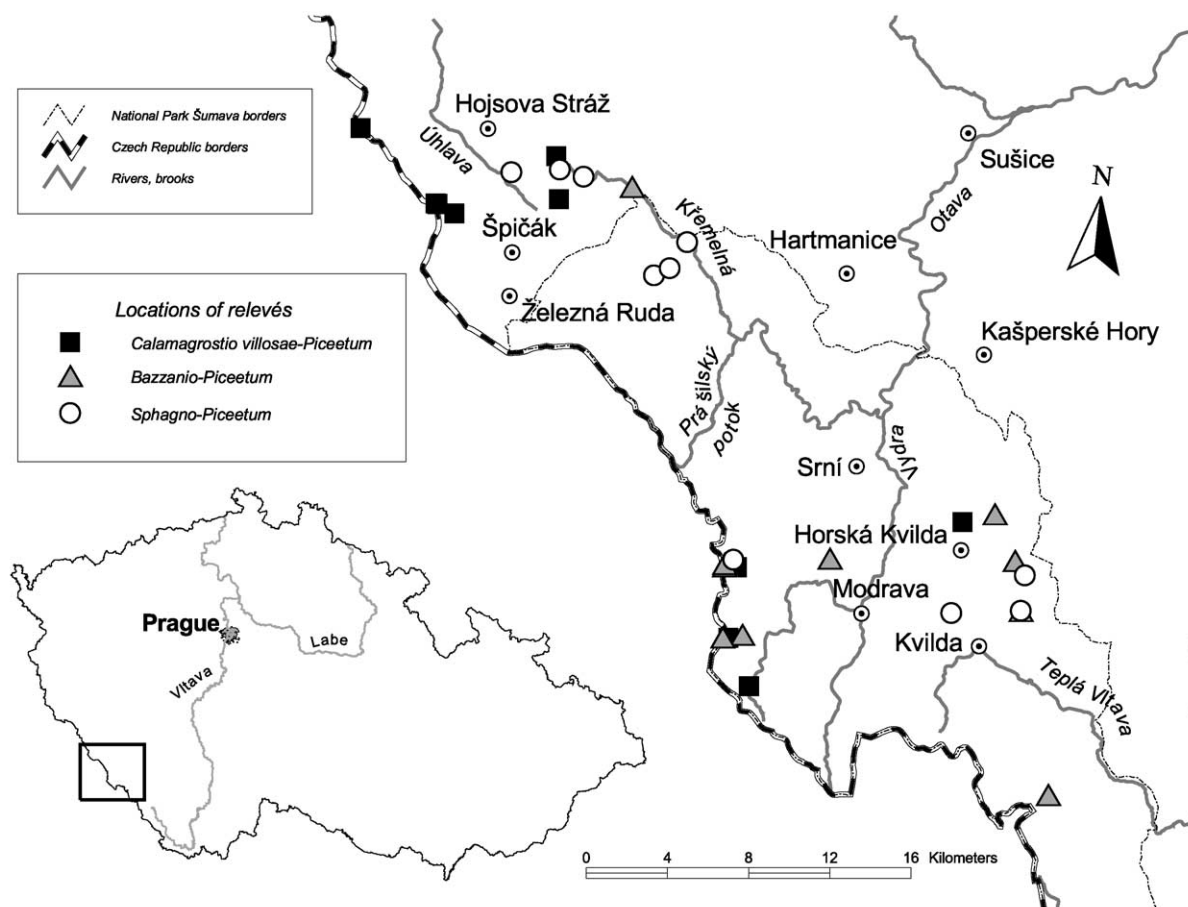 National Park Šumava borders
Czech Republic borders
Rivers, brooks
Locations of relevés
Calamagrostio villosae-Piceetum
Bazzanio-Piceetum
Sphagno-Piceetum
Hojsova Stráž
Úhlava
Sušice
N
Otava
Křemelná
Špičák
Hartmanice
Železná Ruda
Kašperské Hory
Prá šilský
potok
Vydra
Srní
Horská Kvilda
Modrava
Kvilda
Teplá Vltava
Prague
Labe
Vltava
0 4 8 12 16 Kilometers